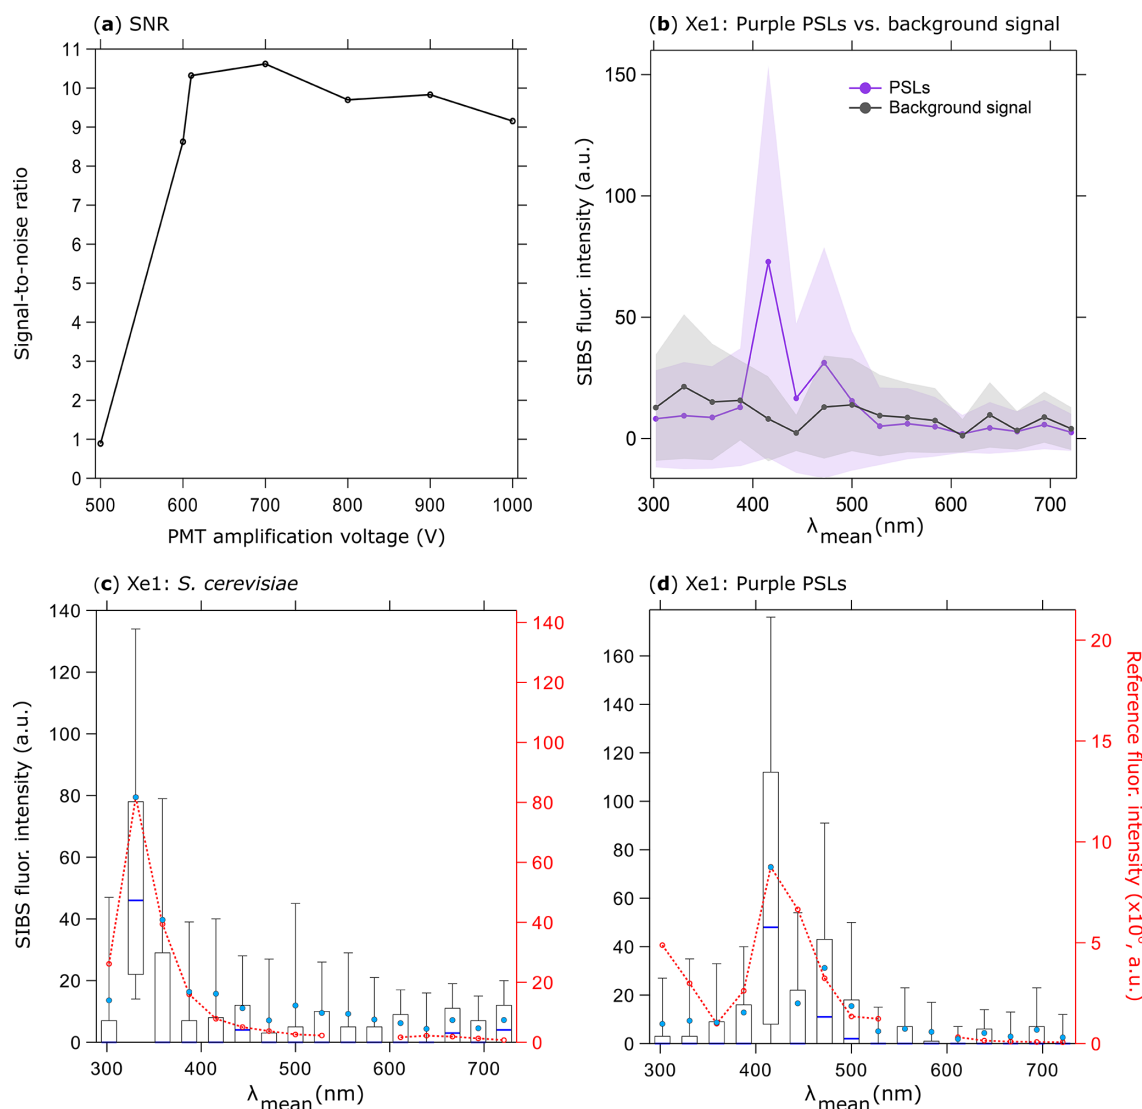 (a) SNR
11
10
9
8
7
6
5
4
3
2
1
0
Signal-to-noise ratio
500 600 700 800 900 1000
PMT amplification voltage (V)
(b) Xe1: Purple PSLs vs. background signal
150
100
50
0
SIBS fluor. intensity (a.u.)
PSLs
Background signal
300 400 500 600 700
λmean (nm)
(c) Xe1: S. cerevisiae
140
120
100
80
60
40
20
0
SIBS fluor. intensity (a.u.)
140
120
100
80
60
40
20
0
300 400 500 600 700
λmean (nm)
(d) Xe1: Purple PSLs
160
140
120
100
80
60
40
20
0
20
15
10
5
0
Reference fluor. intensity (x10⁶, a.u.)
300 400 500 600 700
λmean (nm)